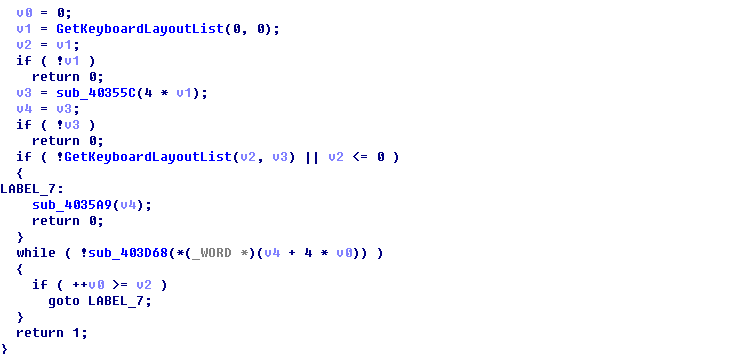 v0 = 0;
v1 = GetKeyboardLayoutList(0, 0);
v2 = v1;
if ( !v1 )
return 0;
v3 = sub_40355C(4 * v1);
v4 = v3;
if ( !v3 )
return 0;
if ( !GetKeyboardLayoutList(v2, v3) || v2 <= 0 )
{
LABEL_7:
sub_4035A9(v4);
return 0;
}
while ( !sub_403D68(*(_WORD *)(v4 + 4 * v0)) )
{
if ( ++v0 >= v2 )
goto LABEL_7;
}
return 1;
}